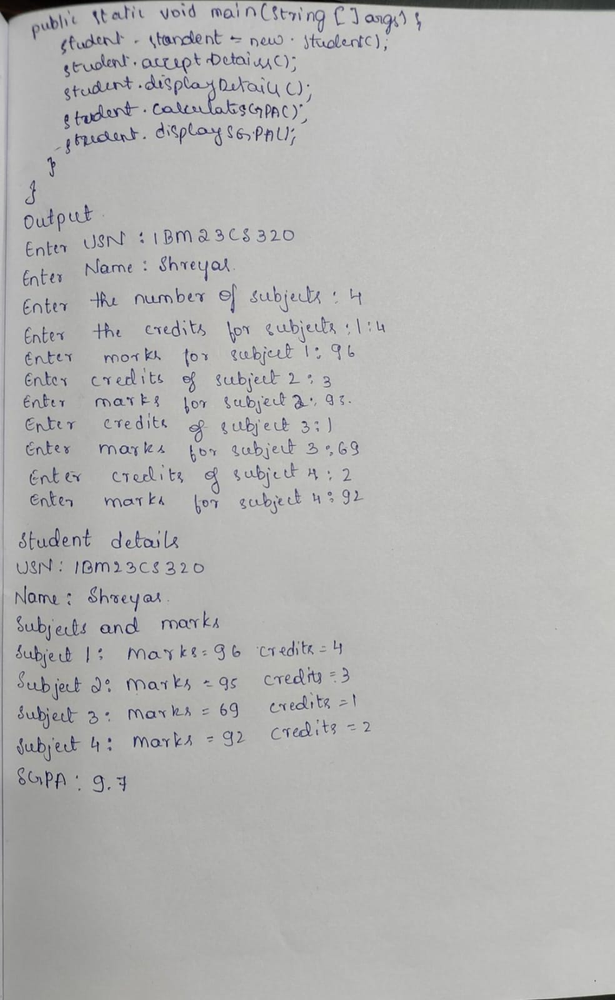 public static void main(String [] args) {
student . standent = new . student();
student.accept Details();
student.displayDetails();
student.calculateSGPA();
student.displaySGPA();
}
}
Output
Enter USN : 1BM23CS320
Enter Name : Shreyas.
Enter the number of subjects : 4
Enter the credits for subjects : 1 : 4
Enter marks for subject 1 : 96
Enter credits of subject 2 : 3
Enter marks for subject 2 : 93.
Enter credits of subject 3 : 1
Enter marks for subject 3 : 69
Enter credits of subject 4 : 2
Enter marks for subject 4 : 92
Student details
USN : 1BM23CS320
Name : Shreyas.
Subjects and marks
Subject 1 : Marks = 96 credits = 4
Subject 2 : Marks = 95 credits = 3
Subject 3 : Marks = 69 credits = 1
Subject 4 : Marks = 92 credits = 2
SGPA : 9.7